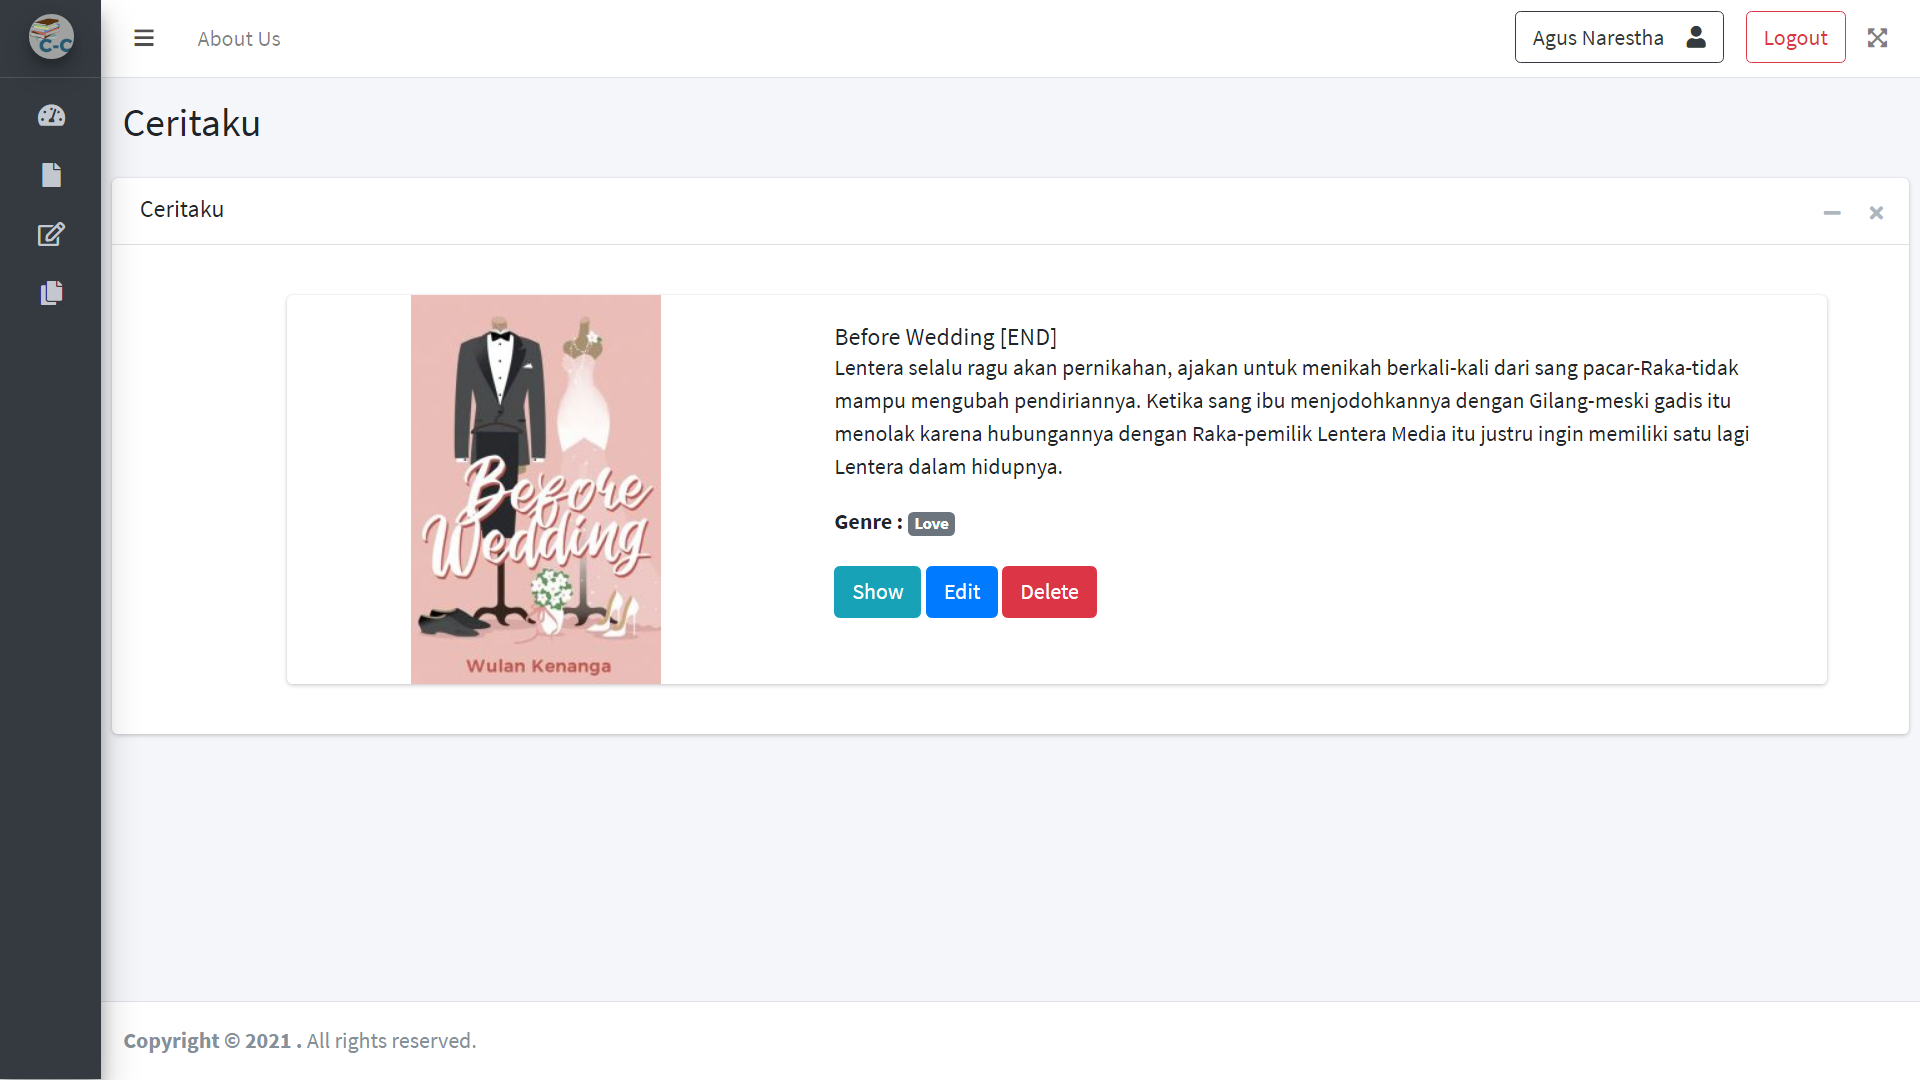 C-C
About Us
Agus Narestha
Logout
Ceritaku
Ceritaku
Before Wedding
Wulan Kenanga
Before Wedding [END]
Lentera selalu ragu akan pernikahan, ajakan untuk menikah berkali-kali dari sang pacar-Raka-tidak
mampu mengubah pendiriannya. Ketika sang ibu menjodohkannya dengan Gilang-meski gadis itu
menolak karena hubungannya dengan Raka-pemilik Lentera Media itu justru ingin memiliki satu lagi
Lentera dalam hidupnya.
Genre : Love
Show Edit Delete
Copyright © 2021 . All rights reserved.